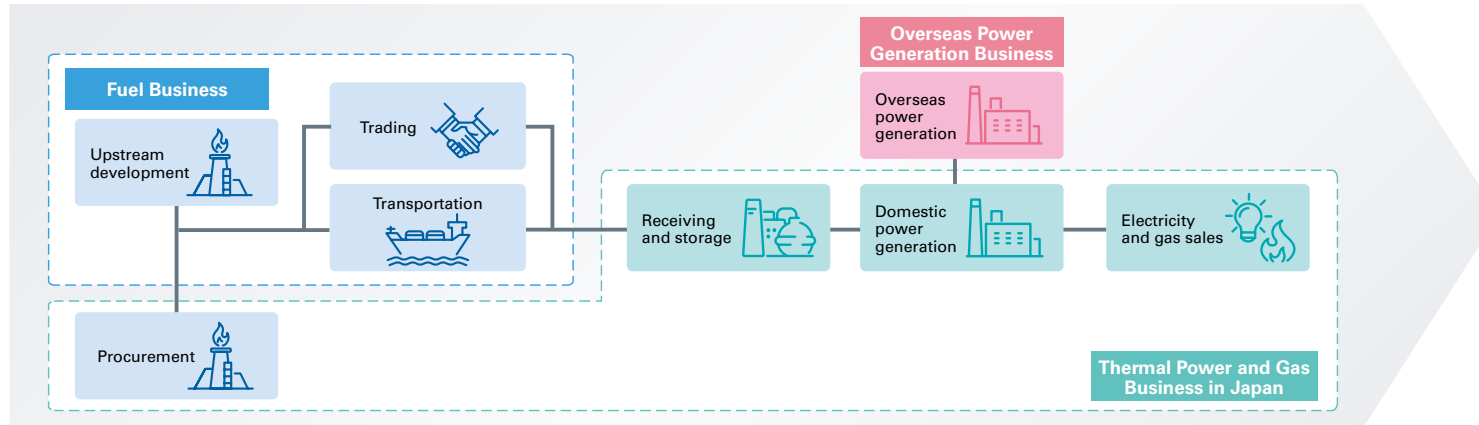 Fuel Business
Upstream
development
Procurement
Trading
Transportation
Receiving
and storage
Overseas Power
Generation Business
Overseas
power
generation
Domestic
power
generation
Electricity
and gas sales
Thermal Power and Gas
Business in Japan